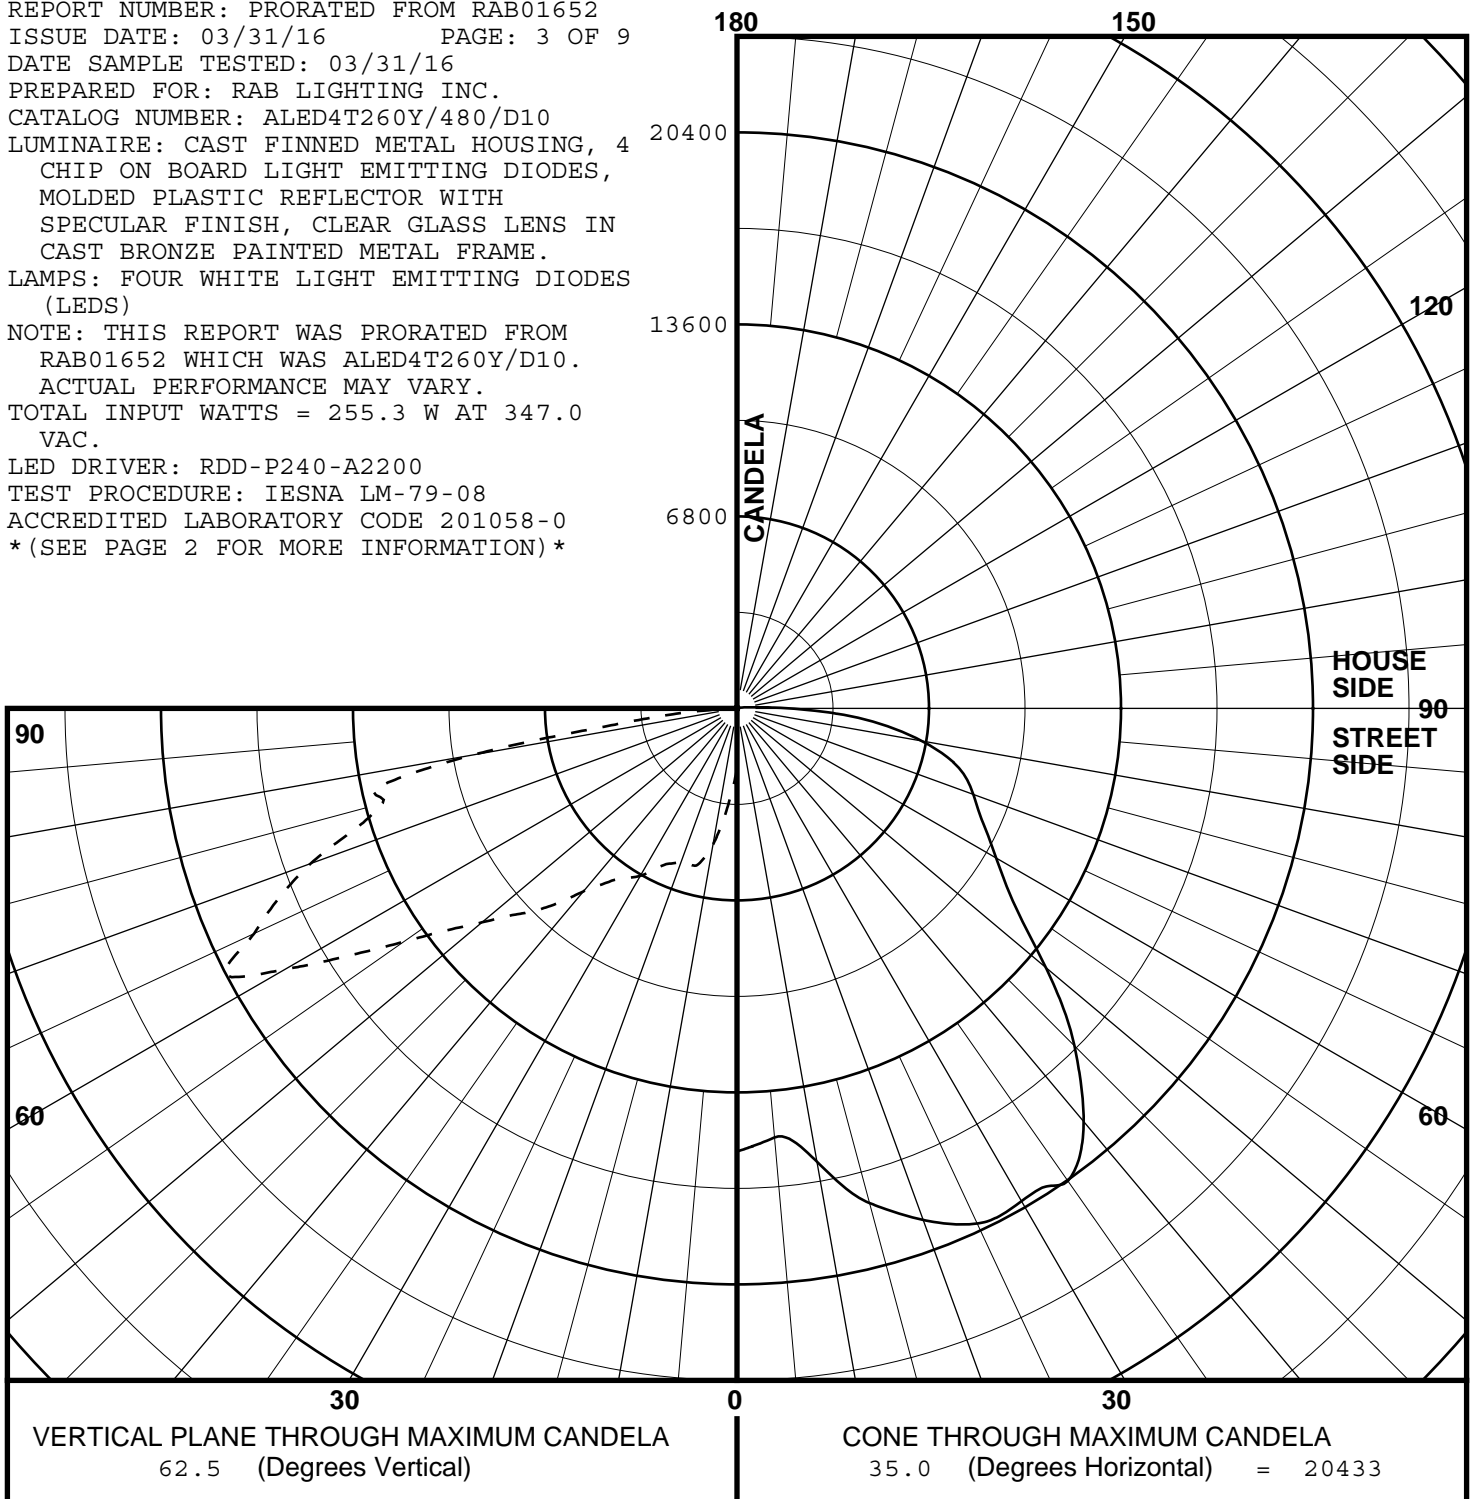 REPORT NUMBER: PRORATED FROM RAB01652
ISSUE DATE: 03/31/16 PAGE: 3 OF 9
DATE SAMPLE TESTED: 03/31/16
PREPARED FOR: RAB LIGHTING INC.
CATALOG NUMBER: ALED4T260Y/480/D10
LUMINAIRE: CAST FINNED METAL HOUSING, 4
CHIP ON BOARD LIGHT EMITTING DIODES,
MOLDED PLASTIC REFLECTOR WITH
SPECULAR FINISH, CLEAR GLASS LENS IN
CAST BRONZE PAINTED METAL FRAME.
LAMPS: FOUR WHITE LIGHT EMITTING DIODES
(LEDS)
NOTE: THIS REPORT WAS PRORATED FROM
RAB01652 WHICH WAS ALED4T260Y/D10.
ACTUAL PERFORMANCE MAY VARY.
TOTAL INPUT WATTS = 255.3 W AT 347.0
VAC.
LED DRIVER: RDD-P240-A2200
TEST PROCEDURE: IESNA LM-79-08
ACCREDITED LABORATORY CODE 201058-0
*(SEE PAGE 2 FOR MORE INFORMATION)*
180
150
20400
120
13600
CANDELA
6800
HOUSE
SIDE
90
90
STREET
SIDE
60
60
30
0
30
VERTICAL PLANE THROUGH MAXIMUM CANDELA
62.5 (Degrees Vertical)
CONE THROUGH MAXIMUM CANDELA
35.0 (Degrees Horizontal) = 20433